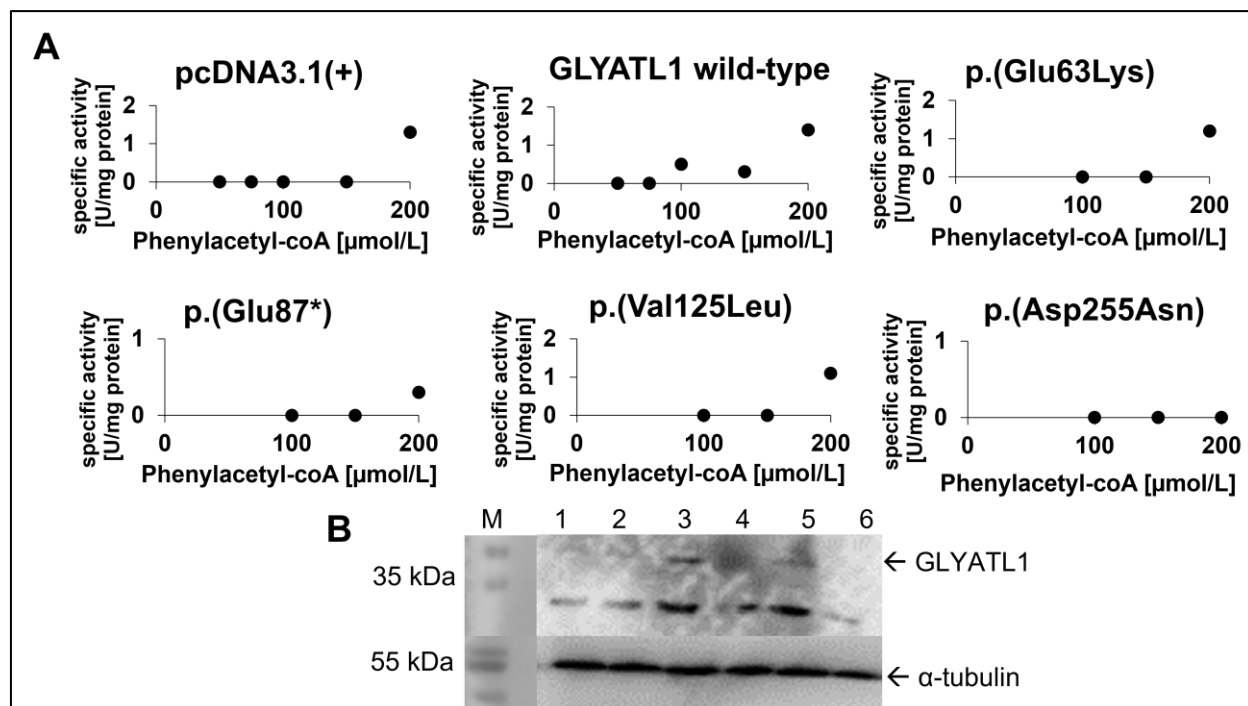 A
pcDNA3.1(+)
specific activity
[U/mg protein]
2
1
0
0
100
200
Phenylacetyl-coA [µmol/L]
GLYATL1 wild-type
specific activity
[U/mg protein]
2
1
0
0
100
200
Phenylacetyl-coA [µmol/L]
p.(Glu63Lys)
specific activity
[U/mg protein]
2
1
0
0
100
200
Phenylacetyl-coA [µmol/L]
p.(Glu87*)
specific activity
[U/mg protein]
1
0
0
100
200
Phenylacetyl-coA [µmol/L]
p.(Val125Leu)
specific activity
[U/mg protein]
2
1
0
0
100
200
Phenylacetyl-coA [µmol/L]
p.(Asp255Asn)
specific activity
[U/mg protein]
1
0
0
100
200
Phenylacetyl-coA [µmol/L]
B
M 1 2 3 4 5 6
← GLYATL1
35 kDa
55 kDa
← α-tubulin